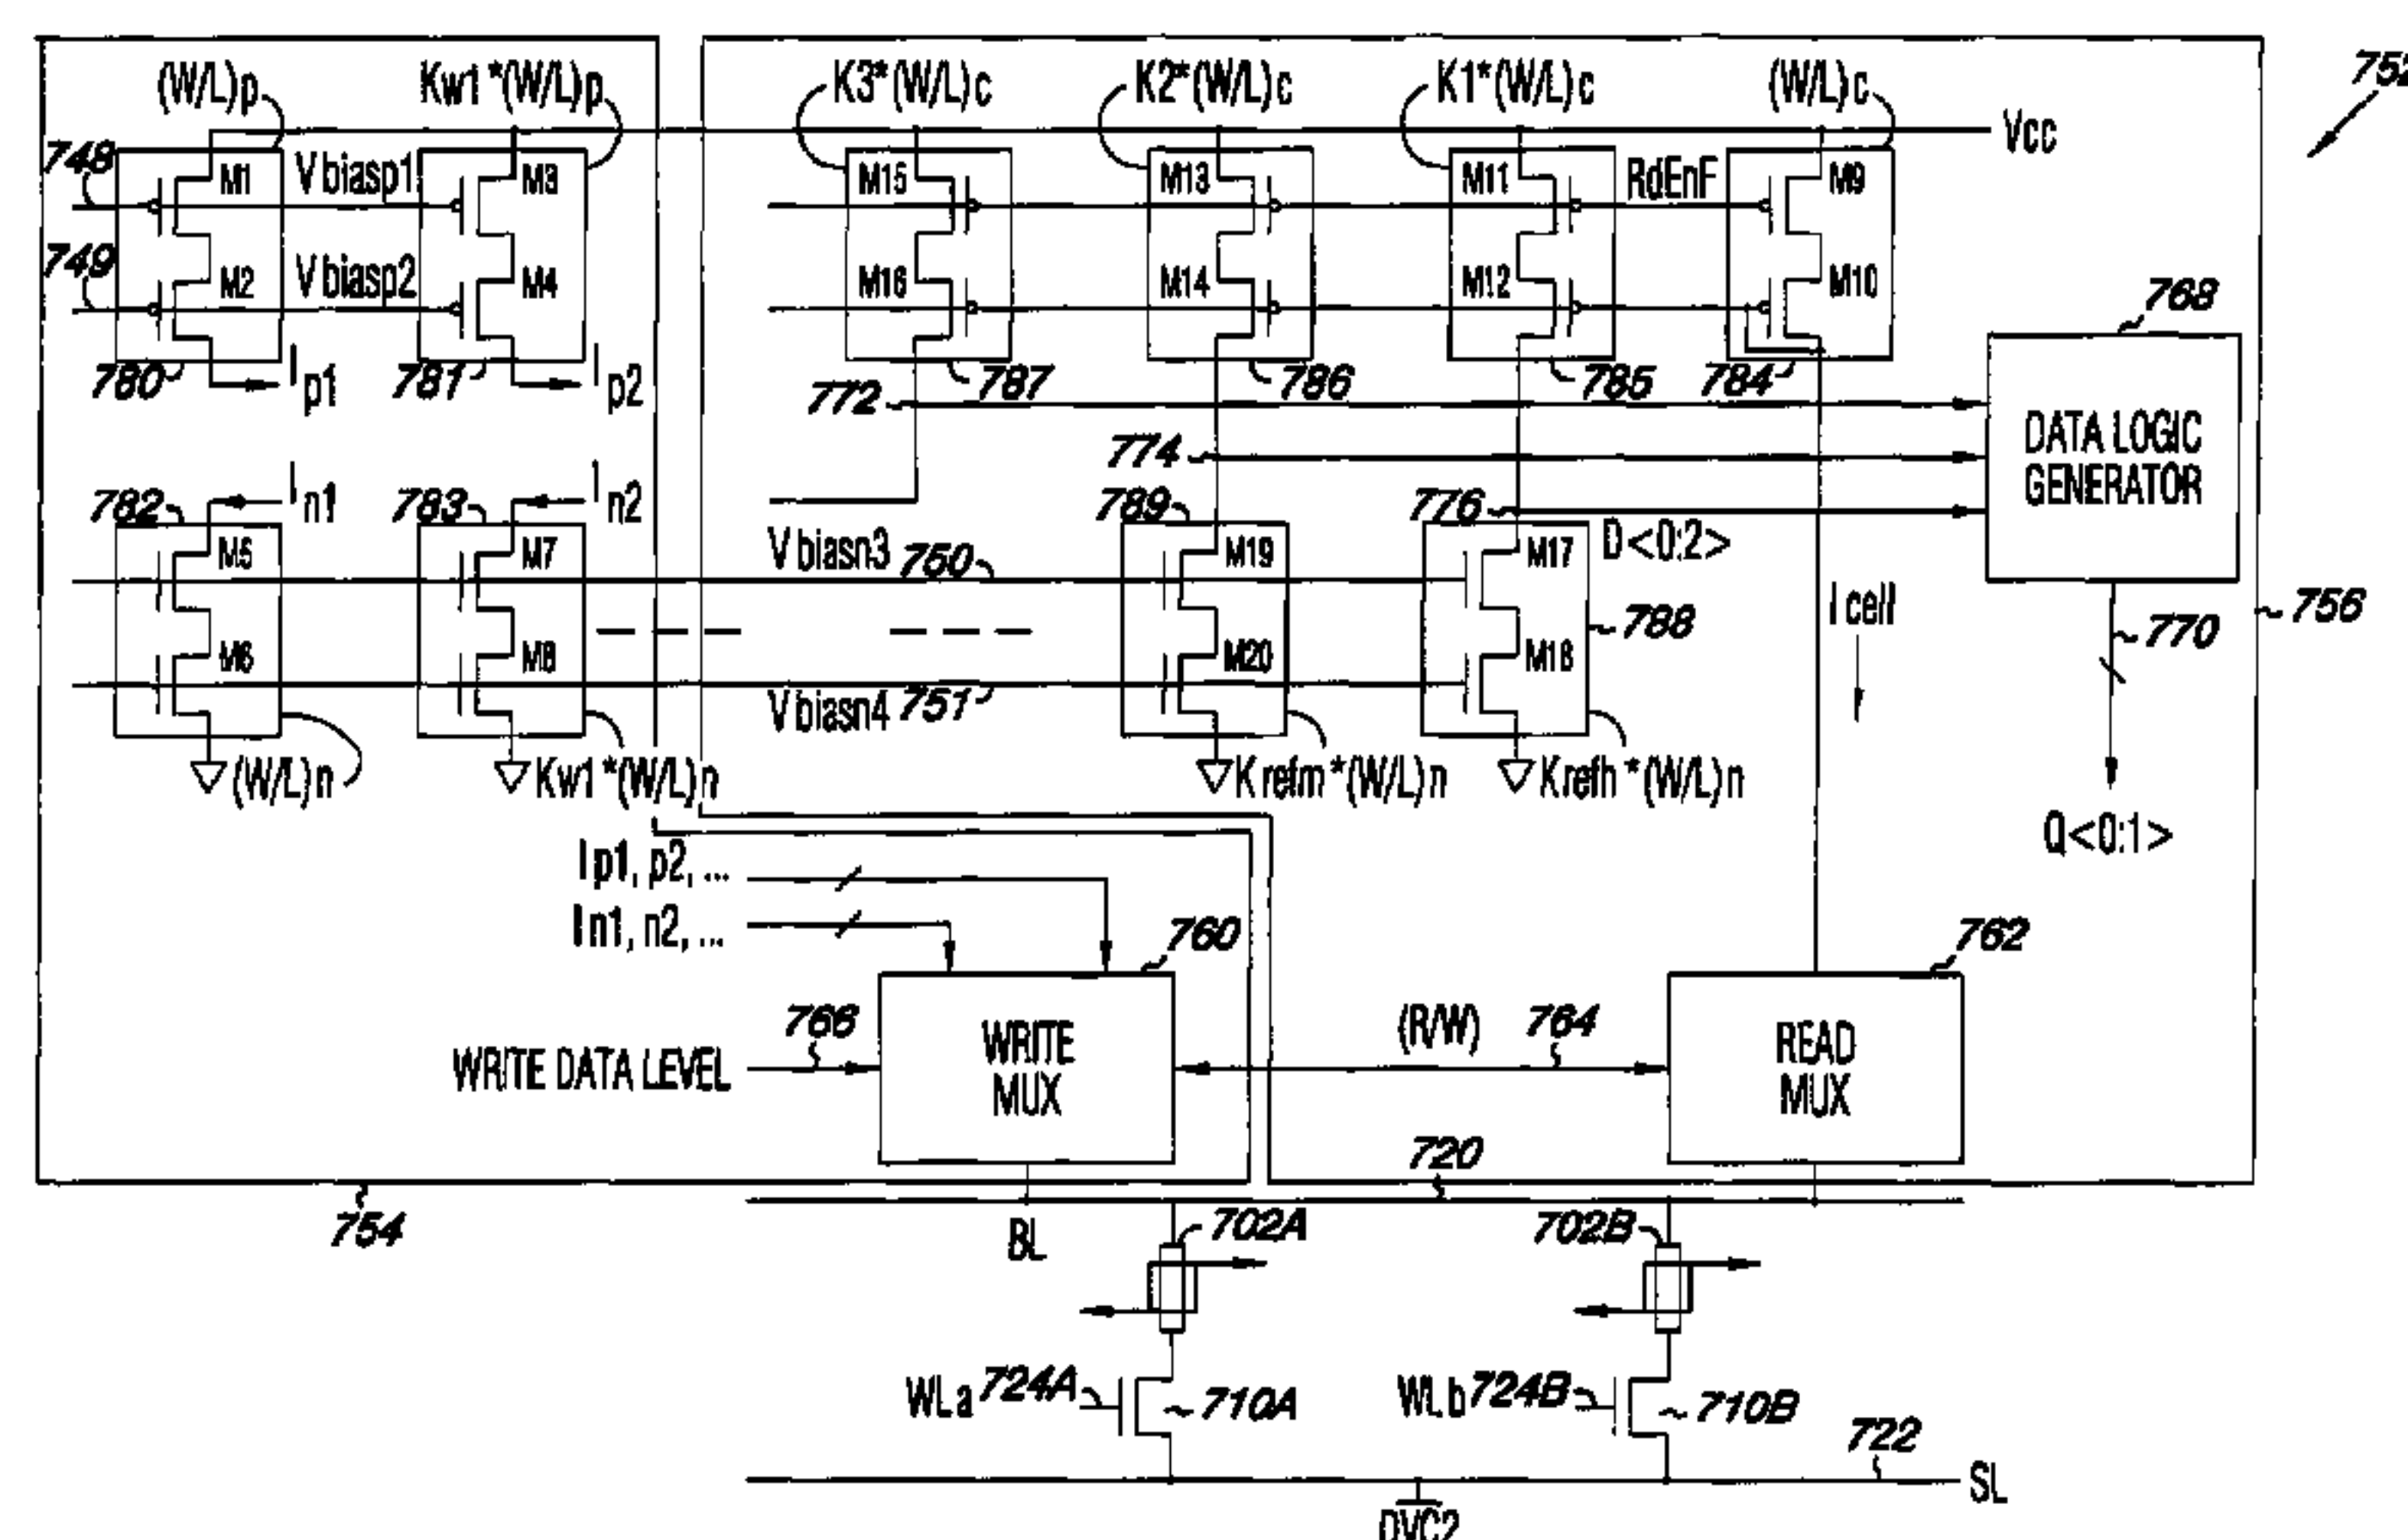 752
(W/L)p
Kw1*(W/L)p
K3*(W/L)c
K2*(W/L)c
K1*(W/L)c
(W/L)c
Vcc
748
M1
Vbiasp1
M3
M15
M13
M11
RdEnF
M9
749
M2
Vbiasp2
M4
M16
M14
M12
M10
768
780
Ip1
781
Ip2
772
787
786
785
784
DATA LOGIC
GENERATOR
774
782
In1
783
In2
789
776
D<0:2>
M5
M7
Vbiasn3
750
M19
M17
I cell
756
770
788
M6
M8
M20
M18
Vbiasn4
751
(W/L)n
Kw1*(W/L)n
Krefm*(W/L)n
Krefh*(W/L)n
Q<0:1>
Ip1, p2, ...
In1, n2, ...
760
762
WRITE DATA LEVEL
766
WRITE
MUX
(R/W)
764
READ
MUX
720
754
BL
702A
702B
WLa
724A
710A
WLb
724B
710B
722
SL
DVC2